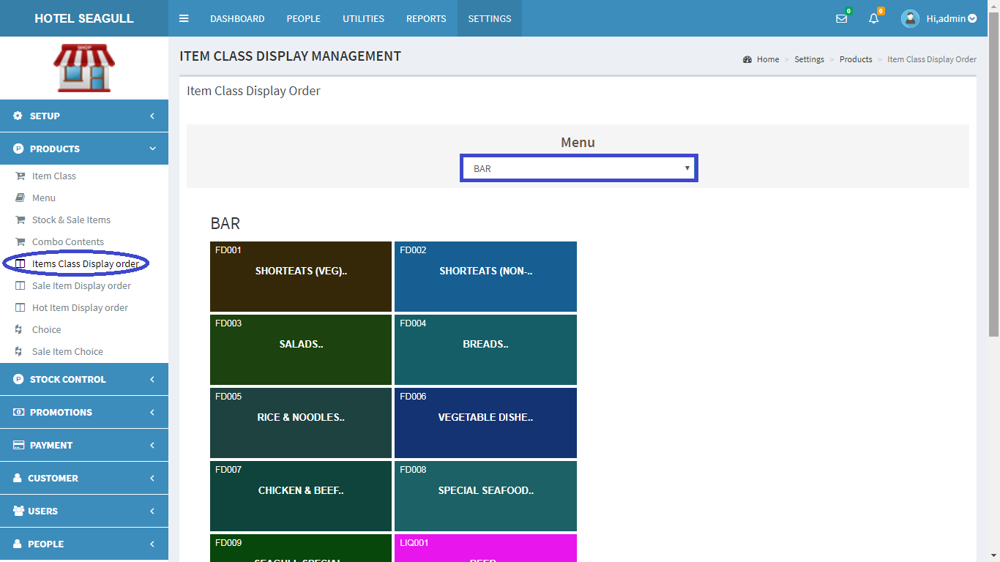 HOTEL SEAGULL
DASHBOARD PEOPLE UTILITIES REPORTS SETTINGS
0 0 Hi,admin
SHOP
SETUP
PRODUCTS
Item Class
Menu
Stock & Sale Items
Combo Contents
Items Class Display order
Sale Item Display order
Hot Item Display order
Choice
Sale Item Choice
STOCK CONTROL
PROMOTIONS
PAYMENT
CUSTOMER
USERS
PEOPLE
ITEM CLASS DISPLAY MANAGEMENT
Home > Settings > Products > Item Class Display Order
Item Class Display Order
Menu
BAR
BAR
FD001
SHORTEATS (VEG)..
FD002
SHORTEATS (NON-..
FD003
SALADS..
FD004
BREADS..
FD005
RICE & NOODLES..
FD006
VEGETABLE DISHE..
FD007
CHICKEN & BEEF..
FD008
SPECIAL SEAFOOD..
FD009
SEAGULL SPECIAL..
LIQ001
BEER..